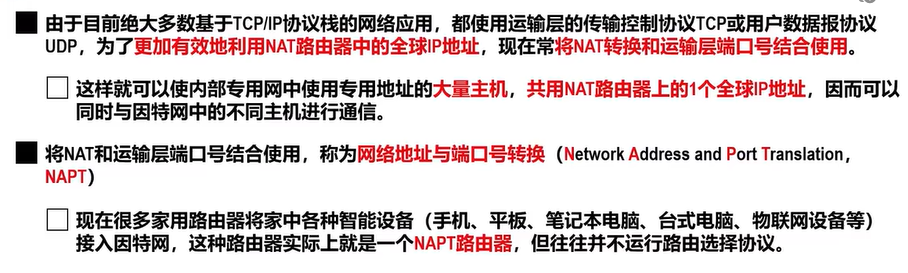 由于目前绝大多数基于TCP/IP协议栈的网络应用，都使用运输层的传输控制协议TCP或用户数据报协议
UDP，为了更加有效地利用NAT路由器中的全球IP地址，现在常将NAT转换和运输层端口号结合使用。
这样就可以使内部专用网中使用专用地址的大量主机，共用NAT路由器上的1个全球IP地址，因而可以
同时与因特网中的不同主机进行通信。
将NAT和运输层端口号结合使用，称为网络地址与端口号转换（Network Address and Port Translation，
NAPT）
现在很多家用路由器将家中各种智能设备（手机、平板、笔记本电脑、台式电脑、物联网设备等）
接入因特网，这种路由器实际上就是一个NAPT路由器，但往往并不运行路由选择协议。